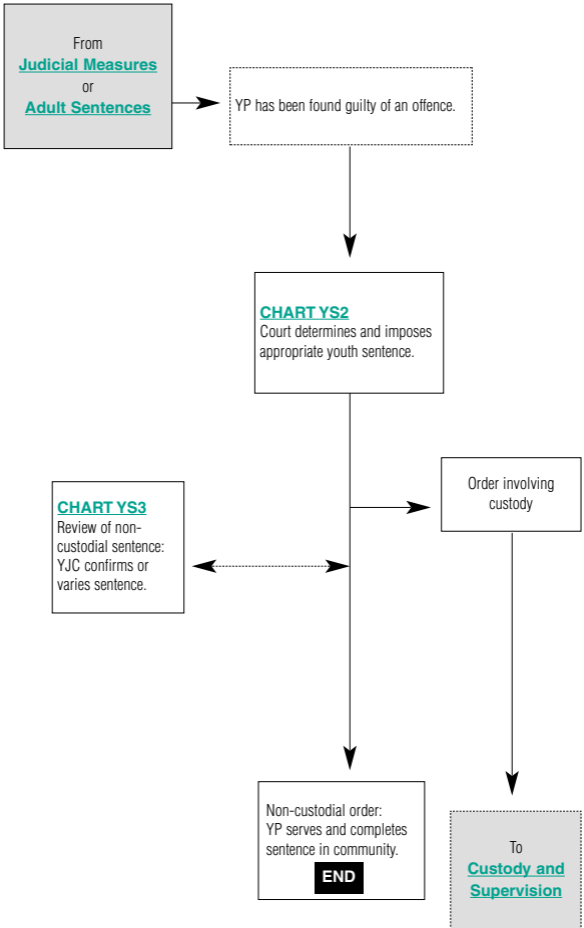 From
Judicial Measures
or
Adult Sentences
YP has been found guilty of an offence.
CHART YS2
Court determines and imposes
appropriate youth sentence.
CHART YS3
Review of non-
custodial sentence:
YJC confirms or
varies sentence.
Order involving
custody
Non-custodial order:
YP serves and completes
sentence in community.
END
To
Custody and
Supervision